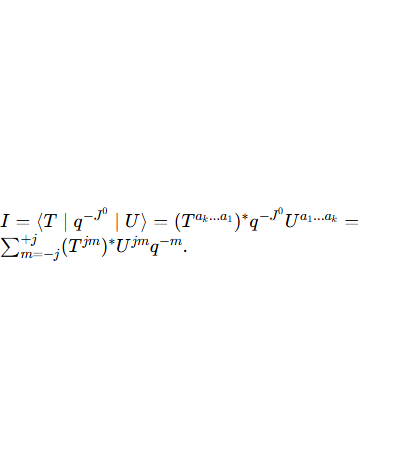 I = ⟨T | q^{−J^0} | U⟩ = (T^{a_k...a_1})^* q^{−J^0} U^{a_1...a_k} =
∑_{m=−j}^{+j} (T^{jm})^* U^{jm} q^{−m}.